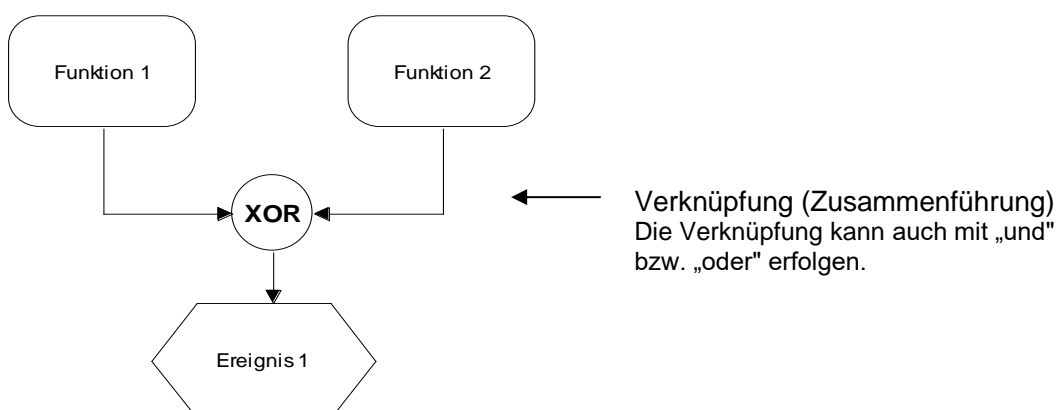 Funktion 1
Funktion 2
XOR
Verknüpfung (Zusammenführung)
Die Verknüpfung kann auch mit „und"
bzw. „oder" erfolgen.
Ereignis 1